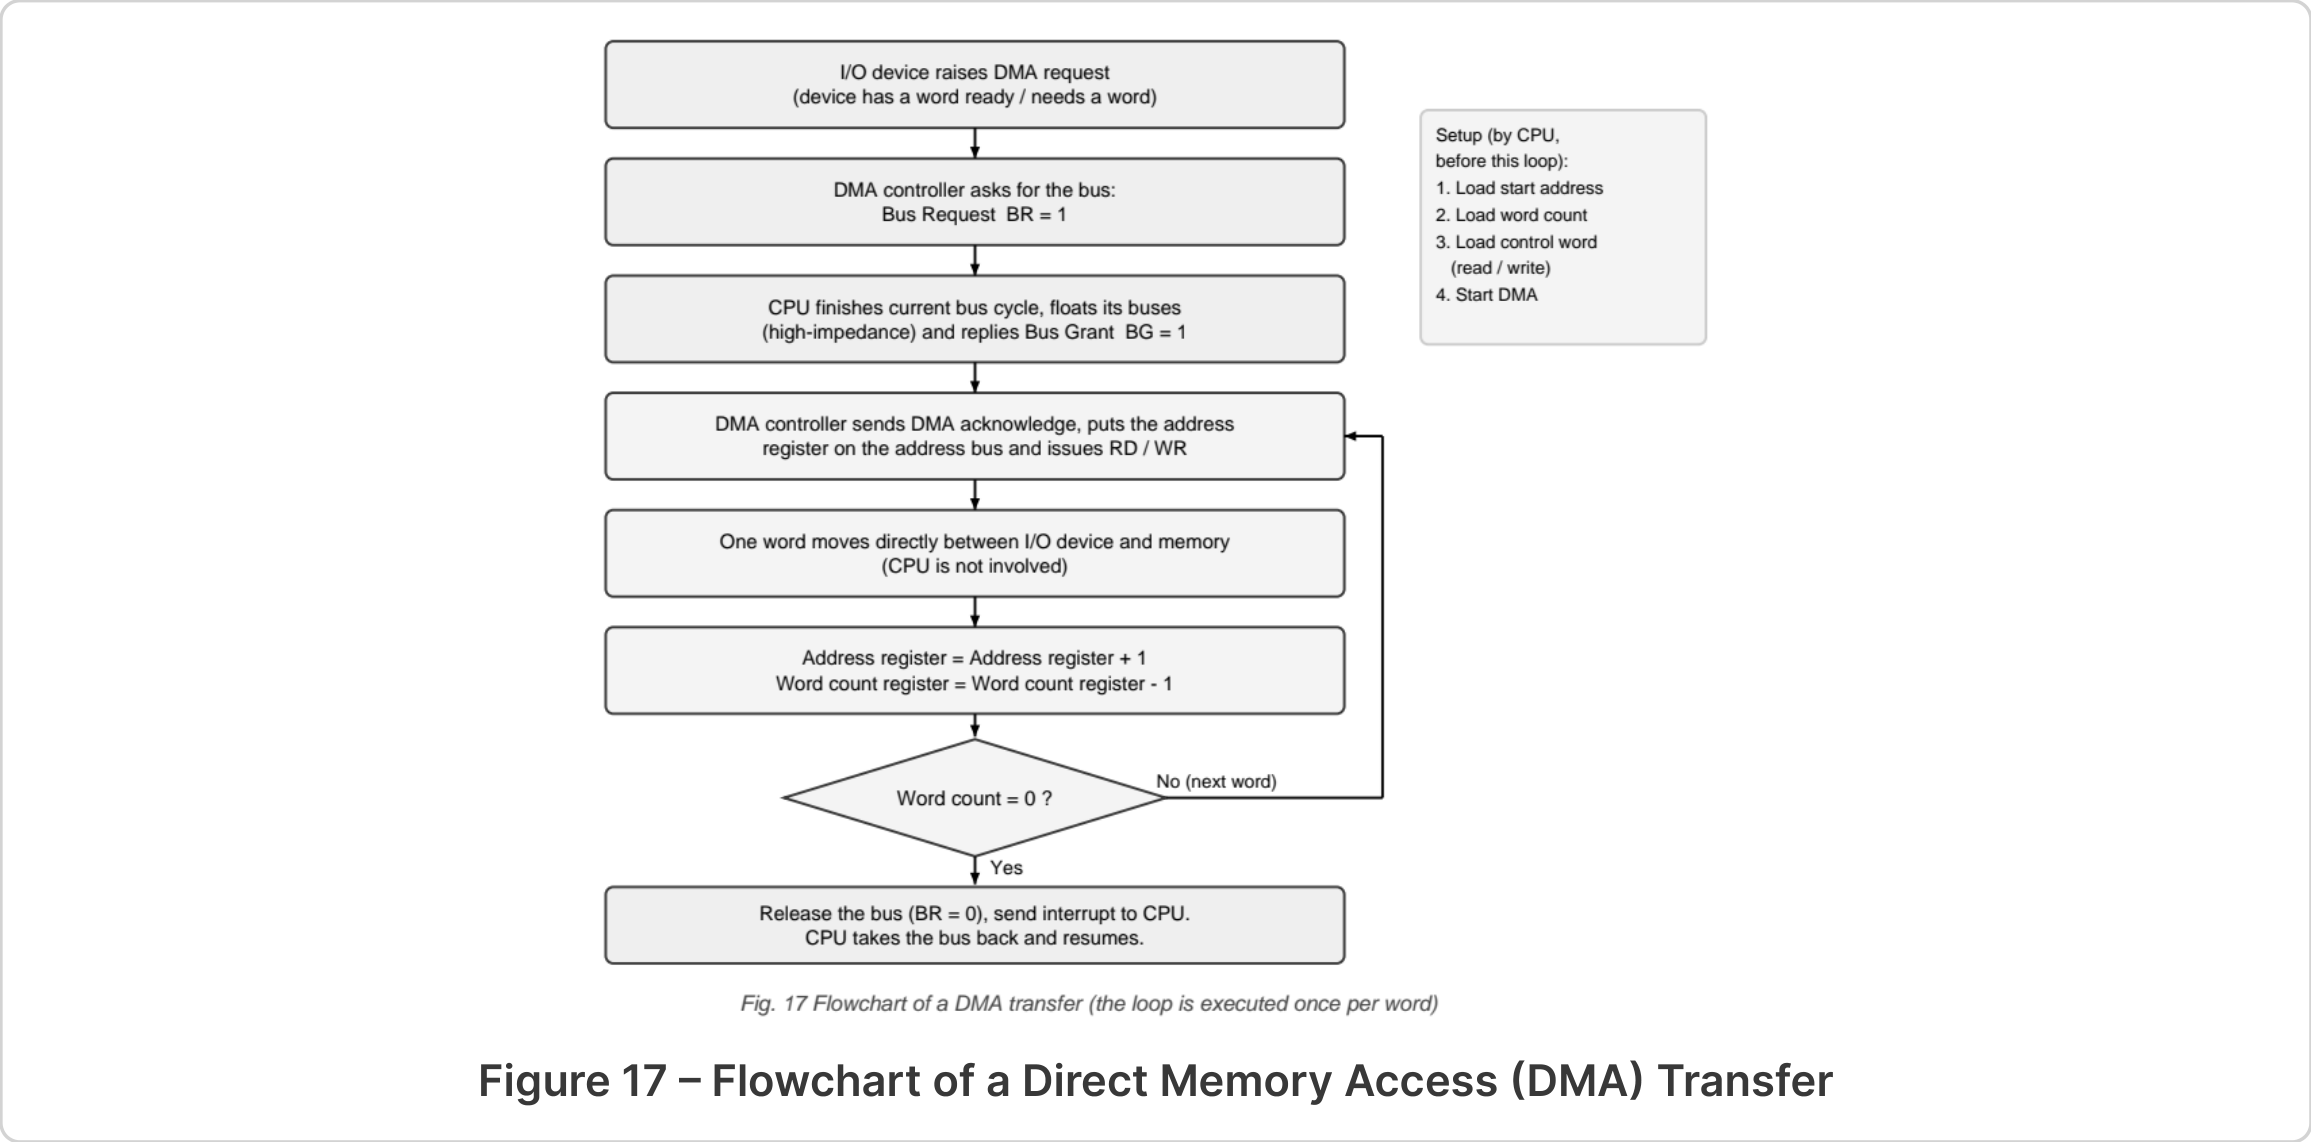 I/O device raises DMA request
(device has a word ready / needs a word)
DMA controller asks for the bus:
Bus Request BR = 1
CPU finishes current bus cycle, floats its buses
(high-impedance) and replies Bus Grant BG = 1
DMA controller sends DMA acknowledge, puts the address
register on the address bus and issues RD / WR
One word moves directly between I/O device and memory
(CPU is not involved)
Address register = Address register + 1
Word count register = Word count register - 1
Word count = 0 ?
No (next word)
Yes
Release the bus (BR = 0), send interrupt to CPU.
CPU takes the bus back and resumes.
Setup (by CPU,
before this loop):
1. Load start address
2. Load word count
3. Load control word
(read / write)
4. Start DMA
Fig. 17 Flowchart of a DMA transfer (the loop is executed once per word)
Figure 17 – Flowchart of a Direct Memory Access (DMA) Transfer